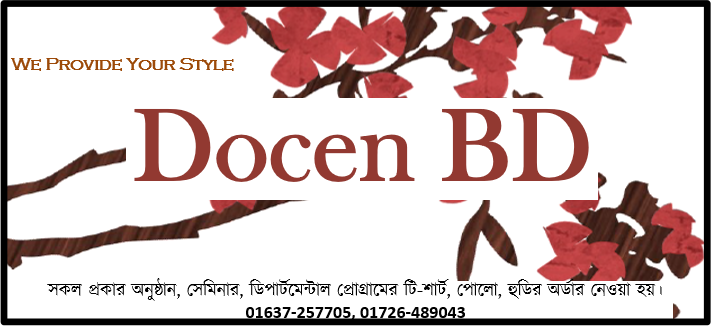 We Provide Your Style
Docen BD
সকল প্রকার অনুষ্ঠান, সেমিনার, ডিপার্টমেন্টাল প্রোগ্রামের টি-শার্ট, পোলো, হুডির অর্ডার নেওয়া হয়।
01637-257705, 01726-489043